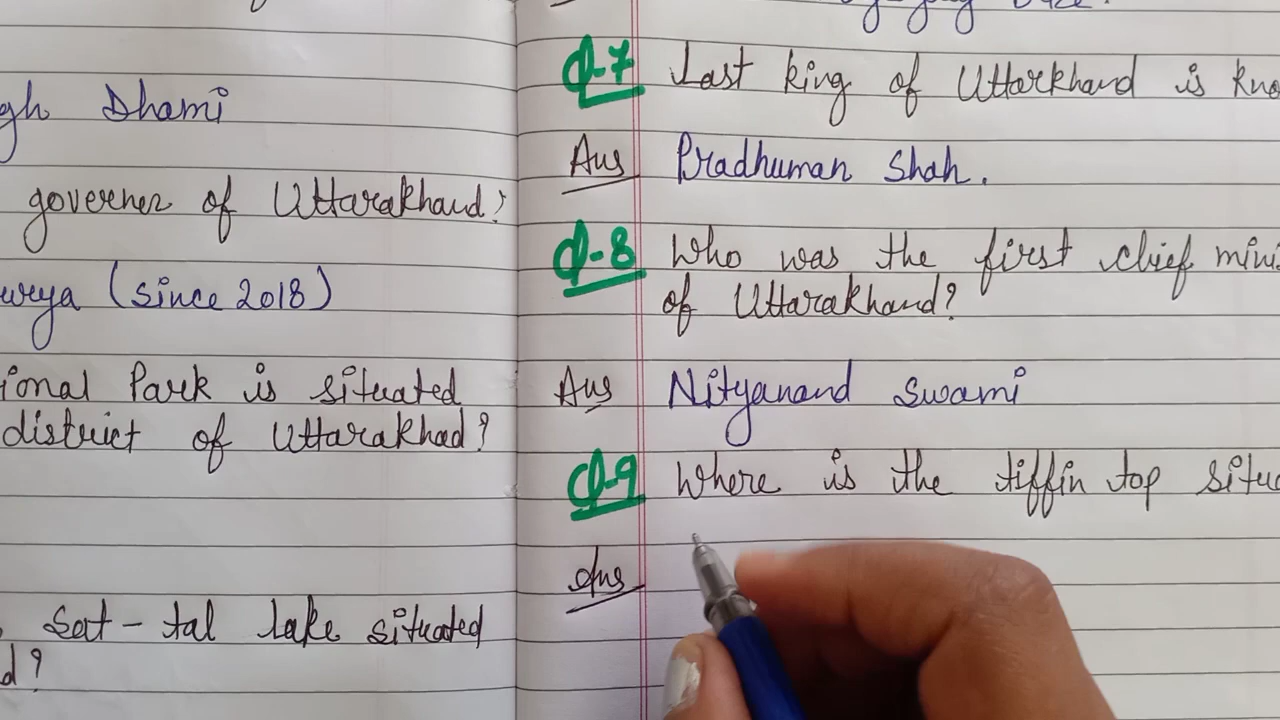 gh Dhami
governer of Uttarakhand?
wrya (since 2018)
ional Park is situated
district of Uttarakhad?
Sat-tal lake situated
d?
Q-7 Last king of Uttarkhand is kno
Ans Pradhuman Shah.
Q-8 Who was the first chief mini
of Uttarakhand?
Ans Nityanand Swami
Q-9 Where is the tiffin top situa
Ans